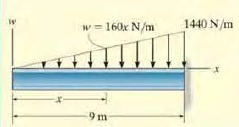 w
w = 160x N/m
1440 N/m
x
x
9 m